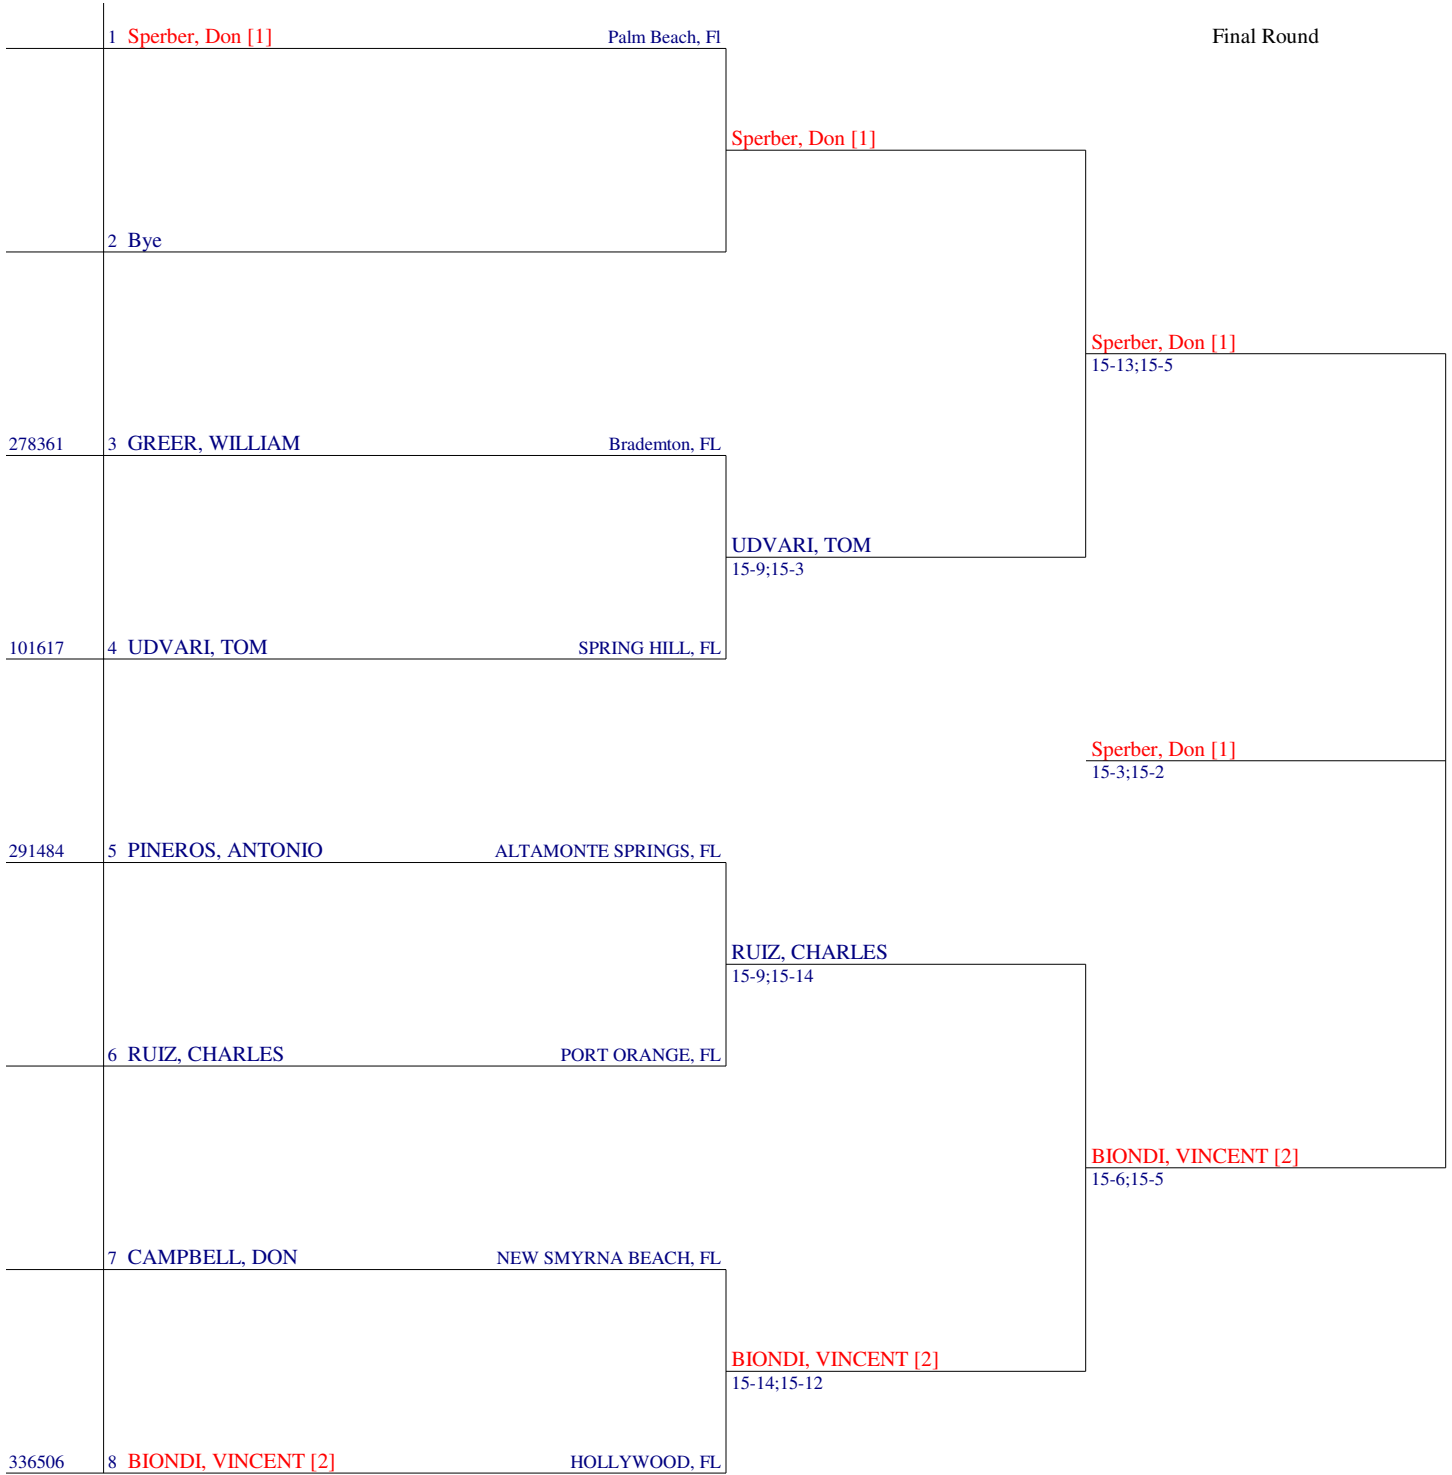 1 Sperber, Don [1] Palm Beach, Fl Final Round
Sperber, Don [1]
2 Bye
Sperber, Don [1]
15-13;15-5
278361 3 GREER, WILLIAM Brademton, FL
UDVARI, TOM
15-9;15-3
101617 4 UDVARI, TOM SPRING HILL, FL
Sperber, Don [1]
15-3;15-2
291484 5 PINEROS, ANTONIO ALTAMONTE SPRINGS, FL
RUIZ, CHARLES
15-9;15-14
6 RUIZ, CHARLES PORT ORANGE, FL
BIONDI, VINCENT [2]
15-6;15-5
7 CAMPBELL, DON NEW SMYRNA BEACH, FL
BIONDI, VINCENT [2]
15-14;15-12
336506 8 BIONDI, VINCENT [2] HOLLYWOOD, FL